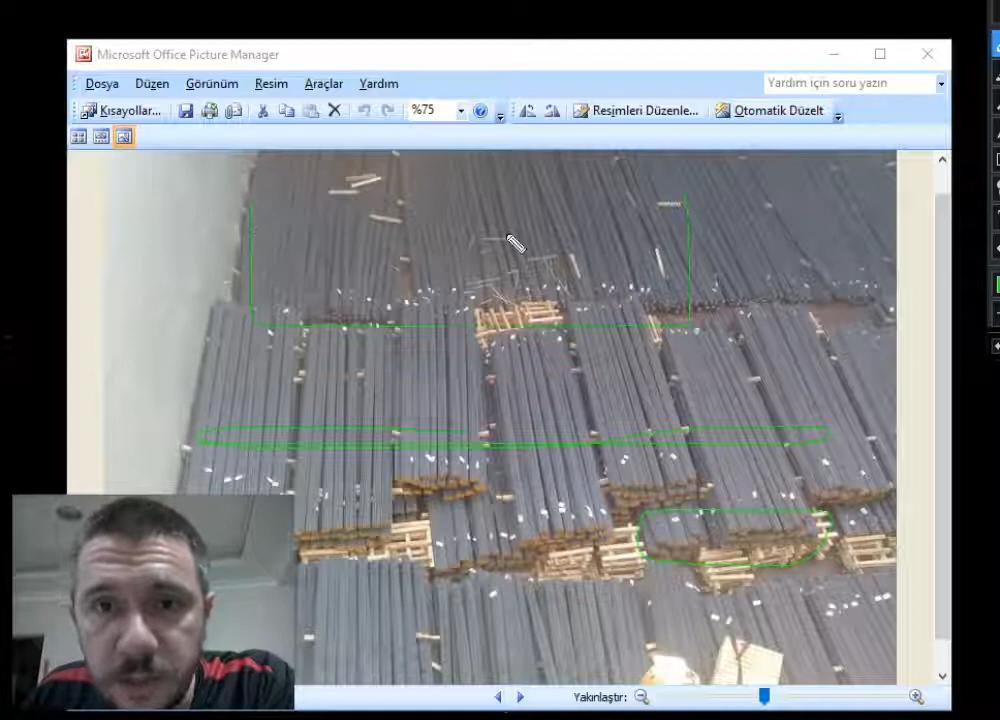 Microsoft Office Picture Manager
Dosya Düzen Görünüm Resim Araçlar Yardım
Yardım için soru yazın
Kısayollar... %75 Resimleri Düzenle... Otomatik Düzelt
Yakınlaştır: